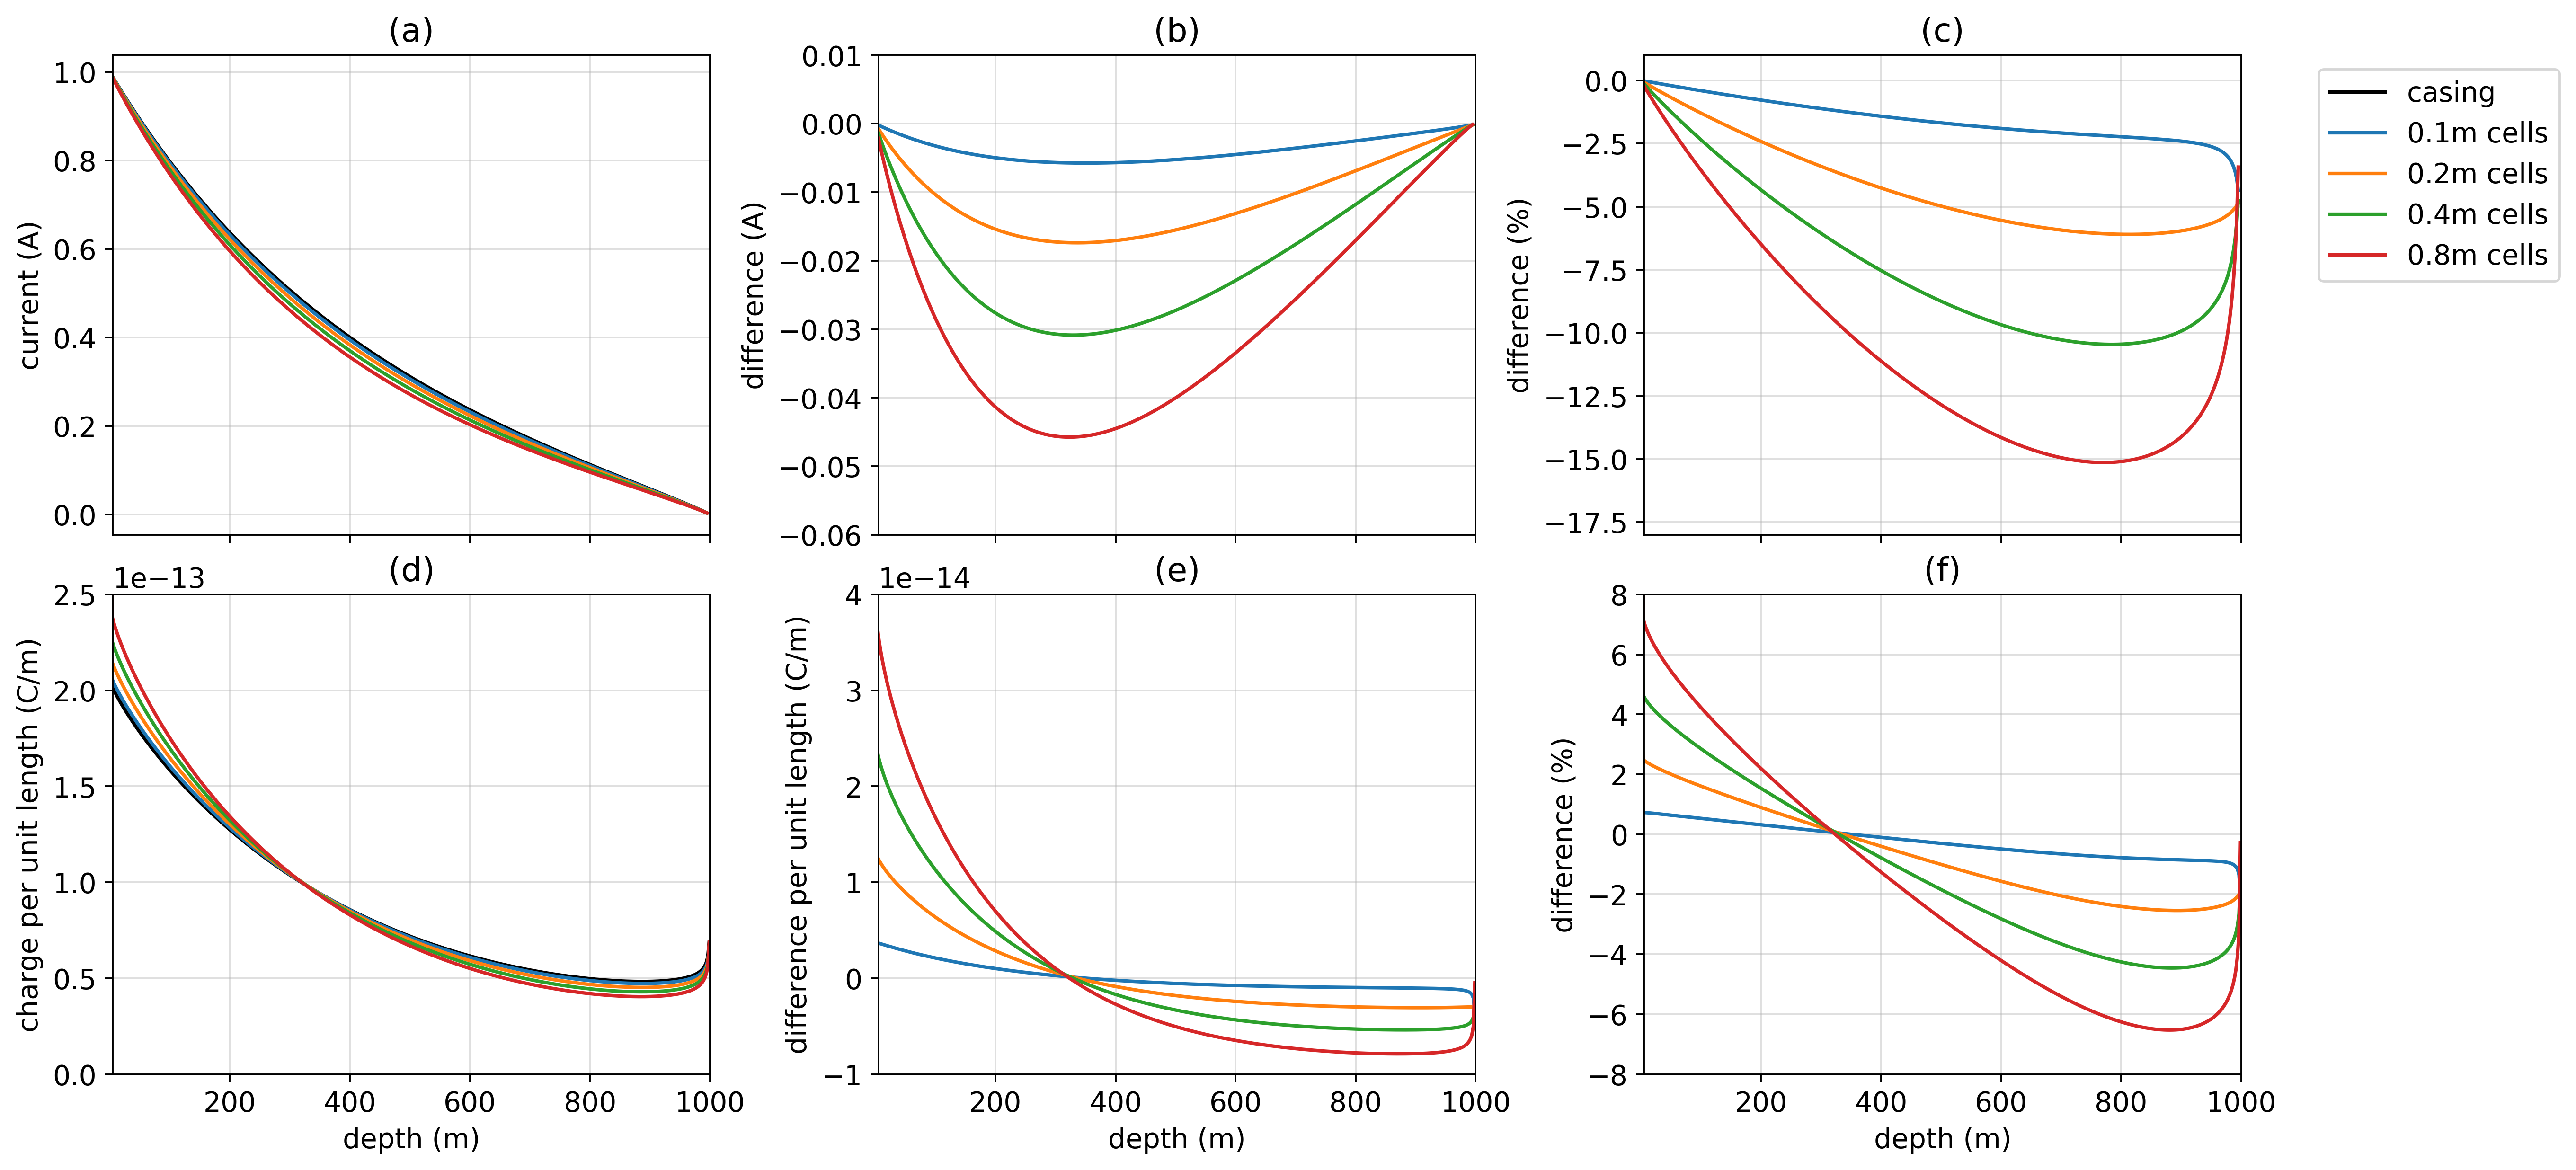 (a)
current (A)
1.0
0.8
0.6
0.4
0.2
0.0
(b)
difference (A)
0.01
0.00
−0.01
−0.02
−0.03
−0.04
−0.05
−0.06
(c)
difference (%)
0.0
−2.5
−5.0
−7.5
−10.0
−12.5
−15.0
−17.5
casing
0.1m cells
0.2m cells
0.4m cells
0.8m cells
(d)
1e−13
charge per unit length (C/m)
2.5
2.0
1.5
1.0
0.5
0.0
200 400 600 800 1000
depth (m)
(e)
1e−14
difference per unit length (C/m)
4
3
2
1
0
−1
200 400 600 800 1000
depth (m)
(f)
difference (%)
8
6
4
2
0
−2
−4
−6
−8
200 400 600 800 1000
depth (m)